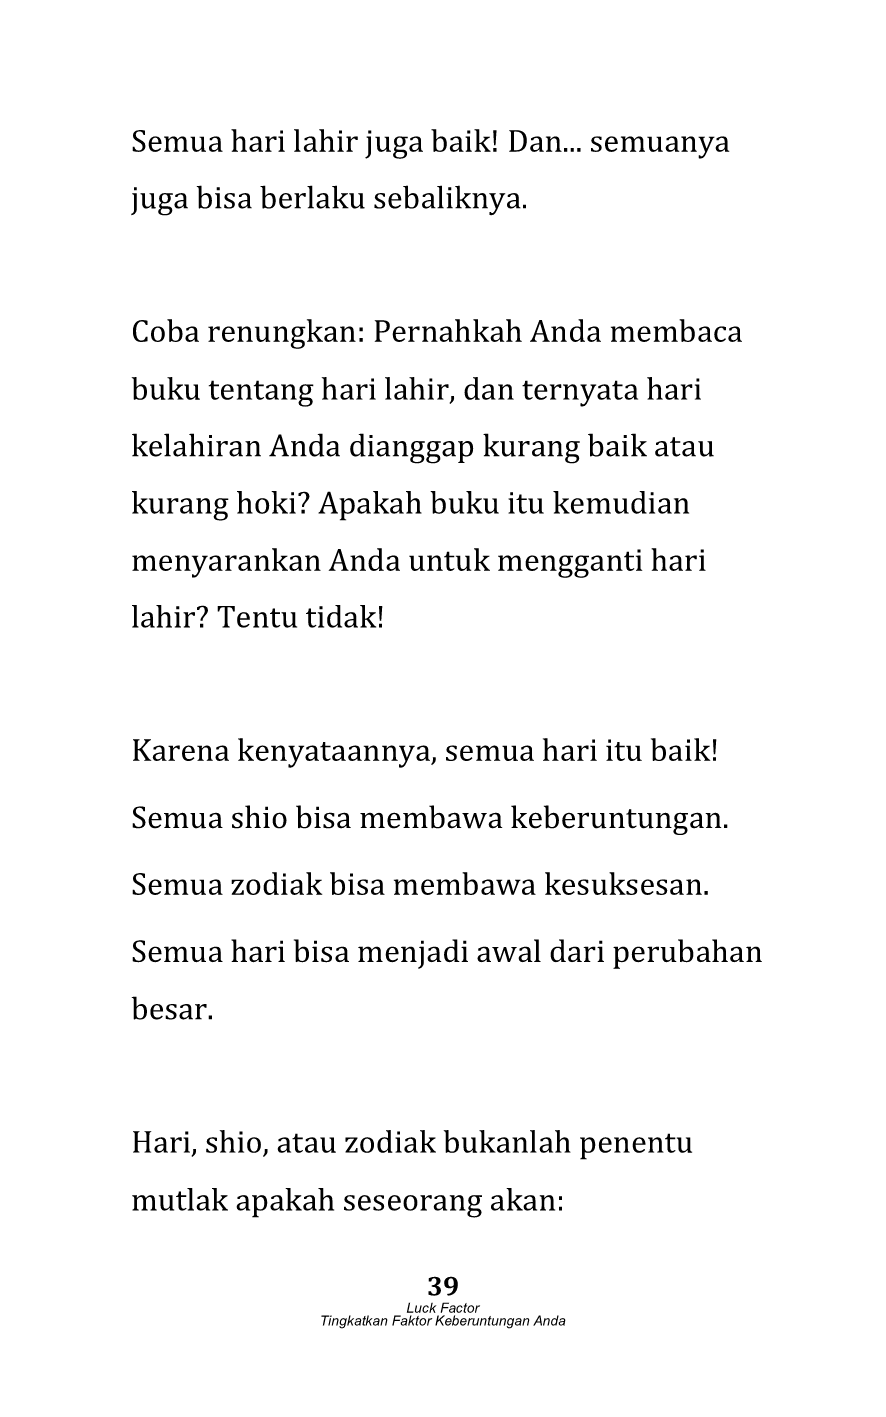 Semua hari lahir juga baik! Dan... semuanya
juga bisa berlaku sebaliknya.
Coba renungkan: Pernahkah Anda membaca
buku tentang hari lahir, dan ternyata hari
kelahiran Anda dianggap kurang baik atau
kurang hoki? Apakah buku itu kemudian
menyarankan Anda untuk mengganti hari
lahir? Tentu tidak!
Karena kenyataannya, semua hari itu baik!
Semua shio bisa membawa keberuntungan.
Semua zodiak bisa membawa kesuksesan.
Semua hari bisa menjadi awal dari perubahan
besar.
Hari, shio, atau zodiak bukanlah penentu
mutlak apakah seseorang akan:
39
Luck Factor
Tingkatkan Faktor Keberuntungan Anda